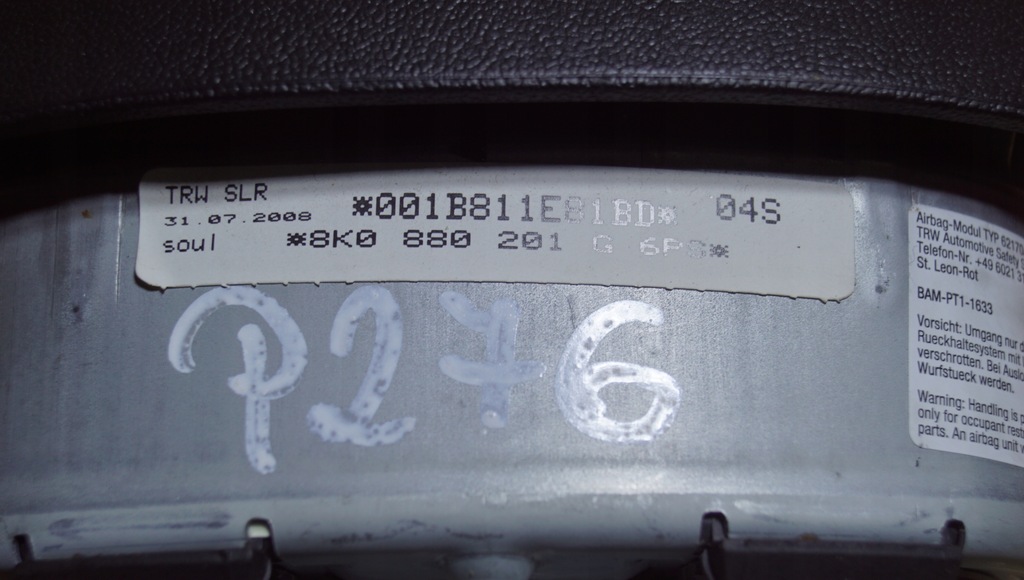 TRW SLR
31.07.2008
*001B811E81BD* 04S
soul
*8K0 880 201 G 6PS*
P276
Airbag-Modul TYP 62170
TRW Automotive Safety
Telefon-Nr. +49 6021 3
St. Leon-Rot
BAM-PT1-1633
Vorsicht: Umgang nur
Rueckhaltesystem mit
verschrotten. Bei
Wurfstueck werden.
Warning: Handling is
only for occupant
parts. An airbag unit